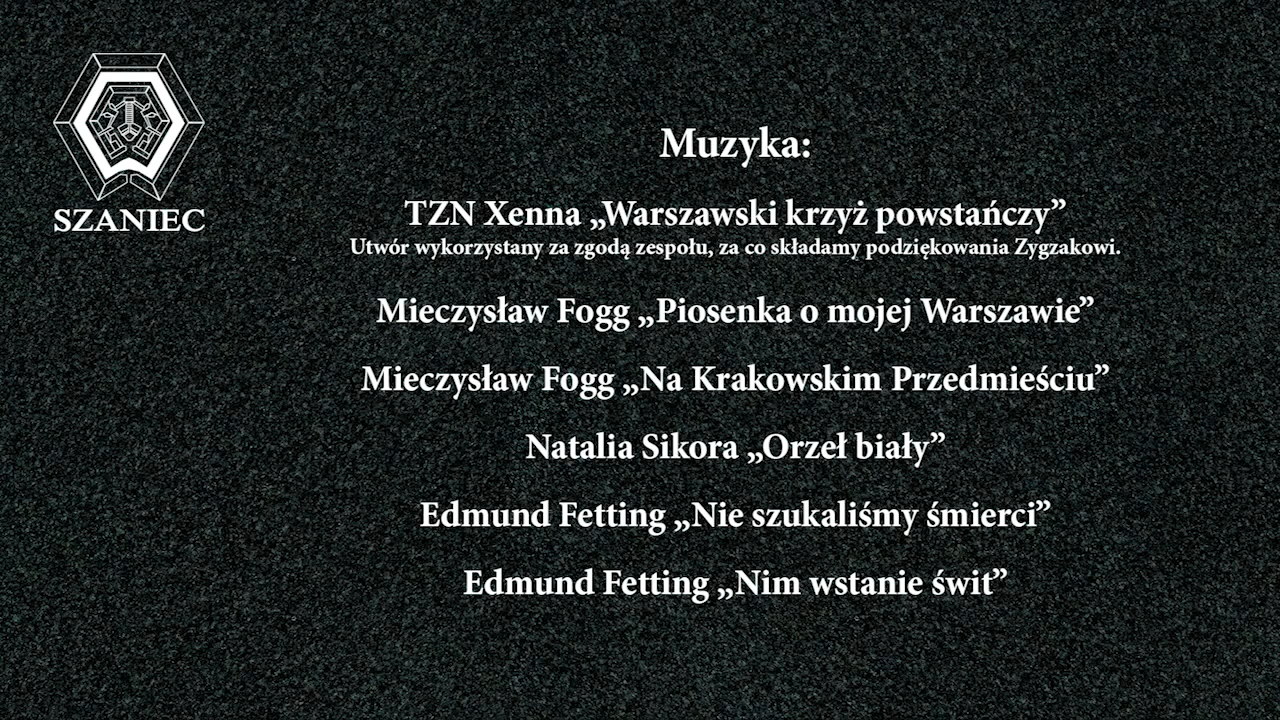 SZANIEC
Muzyka:
TZN Xenna „Warszawski krzyż powstańczy”
Utwór wykorzystany za zgodą zespołu, za co składamy podziękowania Zygzakowi.
Mieczysław Fogg „Piosenka o mojej Warszawie”
Mieczysław Fogg „Na Krakowskim Przedmieściu”
Natalia Sikora „Orzeł biały”
Edmund Fetting „Nie szukaliśmy śmierci”
Edmund Fetting „Nim wstanie świt”